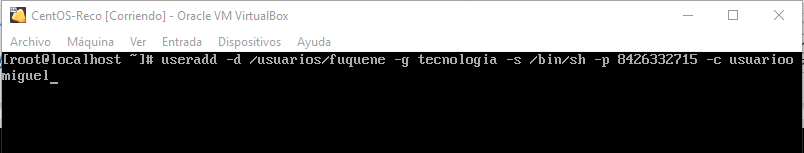 CentOS-Reco [Corriendo] - Oracle VM VirtualBox
Archivo Máquina Ver Entrada Dispositivos Ayuda
[root@localhost ~]# useradd -d /usuarios/fuquene -g tecnologia -s /bin/sh -p 8426332715 -c usuarioo
miguel_